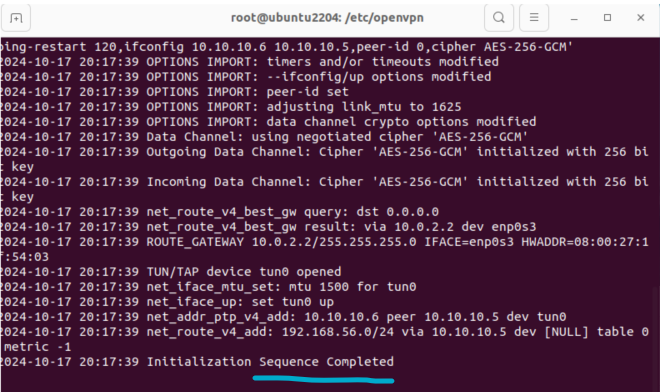 root@ubuntu2204: /etc/openvpn
ping-restart 120,ifconfig 10.10.10.6 10.10.10.5,peer-id 0,cipher AES-256-GCM'
2024-10-17 20:17:39 OPTIONS IMPORT: timers and/or timeouts modified
2024-10-17 20:17:39 OPTIONS IMPORT: --ifconfig/up options modified
2024-10-17 20:17:39 OPTIONS IMPORT: peer-id set
2024-10-17 20:17:39 OPTIONS IMPORT: adjusting link_mtu to 1625
2024-10-17 20:17:39 OPTIONS IMPORT: data channel crypto options modified
2024-10-17 20:17:39 Data Channel: using negotiated cipher 'AES-256-GCM'
2024-10-17 20:17:39 Outgoing Data Channel: Cipher 'AES-256-GCM' initialized with 256 bi
t key
2024-10-17 20:17:39 Incoming Data Channel: Cipher 'AES-256-GCM' initialized with 256 bi
t key
2024-10-17 20:17:39 net_route_v4_best_gw query: dst 0.0.0.0
2024-10-17 20:17:39 net_route_v4_best_gw result: via 10.0.2.2 dev enp0s3
2024-10-17 20:17:39 ROUTE_GATEWAY 10.0.2.2/255.255.255.0 IFACE=enp0s3 HWADDR=08:00:27:1
f:54:03
2024-10-17 20:17:39 TUN/TAP device tun0 opened
2024-10-17 20:17:39 net_iface_mtu_set: mtu 1500 for tun0
2024-10-17 20:17:39 net_iface_up: set tun0 up
2024-10-17 20:17:39 net_addr_ptp_v4_add: 10.10.10.6 peer 10.10.10.5 dev tun0
2024-10-17 20:17:39 net_route_v4_add: 192.168.56.0/24 via 10.10.10.5 dev [NULL] table 0
metric -1
2024-10-17 20:17:39 Initialization Sequence Completed